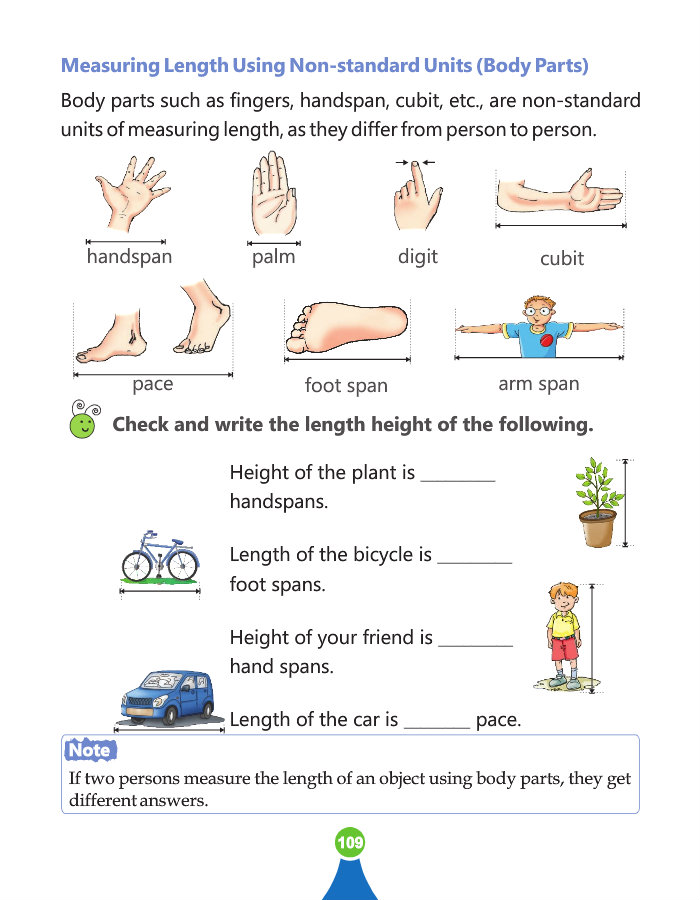 Measuring Length Using Non-standard Units (Body Parts)
Body parts such as fingers, handspan, cubit, etc., are non-standard
units of measuring length, as they differ from person to person.
handspan palm digit cubit
pace foot span arm span
Check and write the length height of the following.
Height of the plant is ________
handspans.
Length of the bicycle is ________
foot spans.
Height of your friend is ________
hand spans.
Length of the car is _______ pace.
Note
If two persons measure the length of an object using body parts, they get
different answers.
109